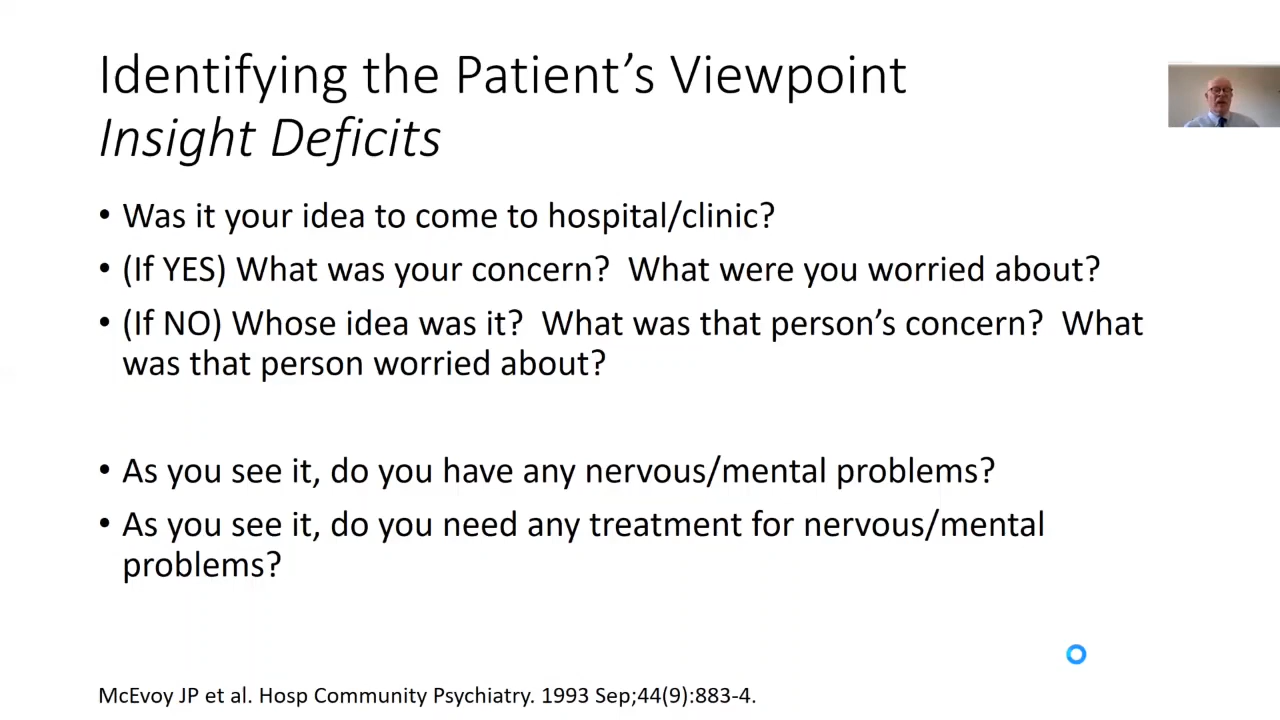 Identifying the Patient’s Viewpoint
Insight Deficits
• Was it your idea to come to hospital/clinic?
• (If YES) What was your concern?  What were you worried about?
• (If NO) Whose idea was it?  What was that person’s concern?  What
was that person worried about?
• As you see it, do you have any nervous/mental problems?
• As you see it, do you need any treatment for nervous/mental
problems?
McEvoy JP et al. Hosp Community Psychiatry. 1993 Sep;44(9):883-4.